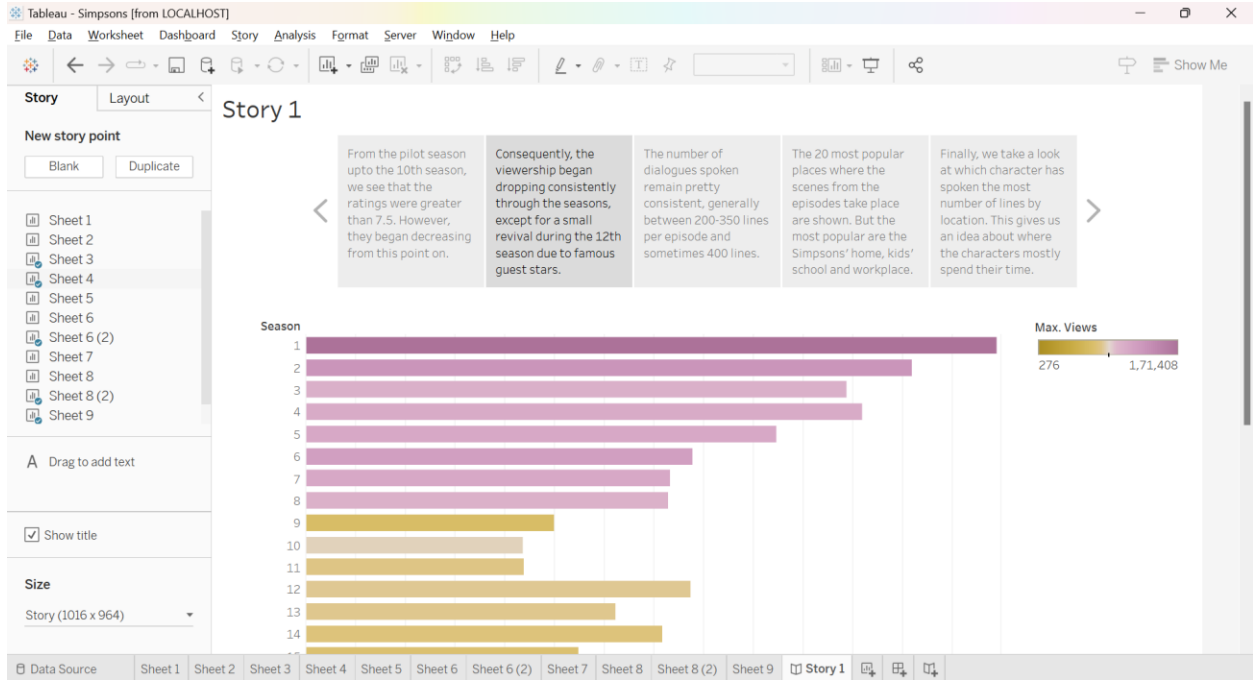 Tableau - Simpsons [from LOCALHOST]
File Data Worksheet Dashboard Story Analysis Format Server Window Help
Show Me
Story Layout
New story point
Blank Duplicate
Sheet 1
Sheet 2
Sheet 3
Sheet 4
Sheet 5
Sheet 6
Sheet 6 (2)
Sheet 7
Sheet 8
Sheet 8 (2)
Sheet 9
A Drag to add text
Show title
Size
Story (1016 x 964)
Story 1
From the pilot season
upto the 10th season,
we see that the
ratings were greater
than 7.5. However,
they began decreasing
from this point on.
Consequently, the
viewership began
dropping consistently
through the seasons,
except for a small
revival during the 12th
season due to famous
guest stars.
The number of
dialogues spoken
remain pretty
consistent, generally
between 200-350 lines
per episode and
sometimes 400 lines.
The 20 most popular
places where the
scenes from the
episodes take place
are shown. But the
most popular are the
Simpsons' home, kids'
school and workplace.
Finally, we take a look
at which character has
spoken the most
number of lines by
location. This gives us
an idea about where
the characters mostly
spend their time.
Season
1
2
3
4
5
6
7
8
9
10
11
12
13
14
Max. Views
276 1,71,408
Data Source Sheet 1 Sheet 2 Sheet 3 Sheet 4 Sheet 5 Sheet 6 Sheet 6 (2) Sheet 7 Sheet 8 Sheet 8 (2) Sheet 9 Story 1